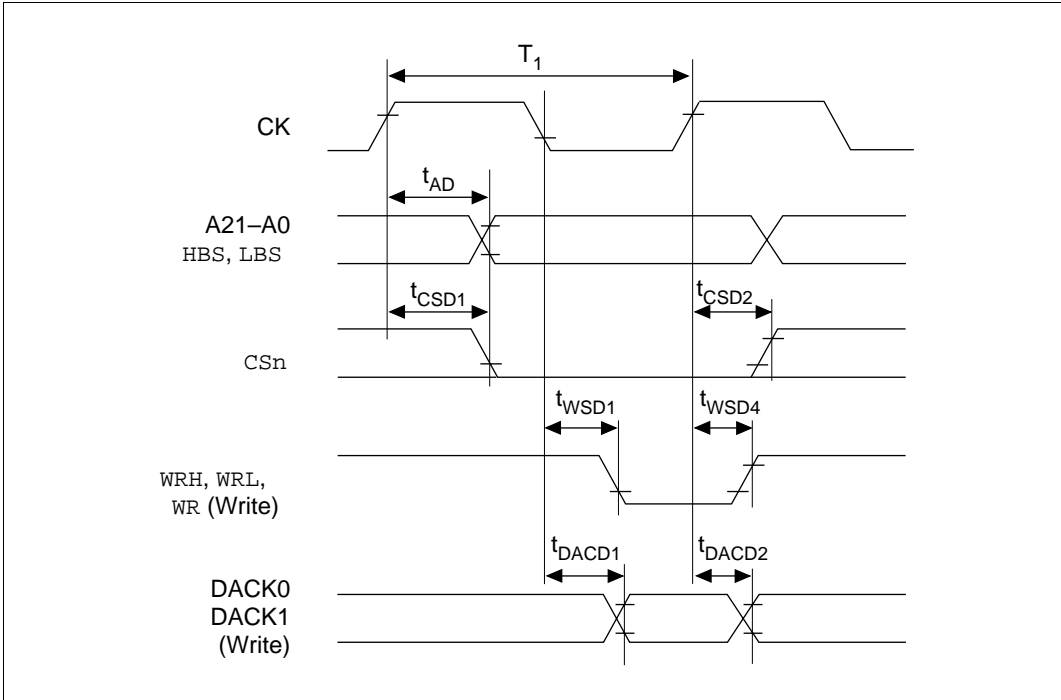 T1
CK
tAD
A21–A0
HBS, LBS
tCSD1
tCSD2
CSn
tWSD1
tWSD4
WRH, WRL,
WR (Write)
tDACD1
tDACD2
DACK0
DACK1
(Write)